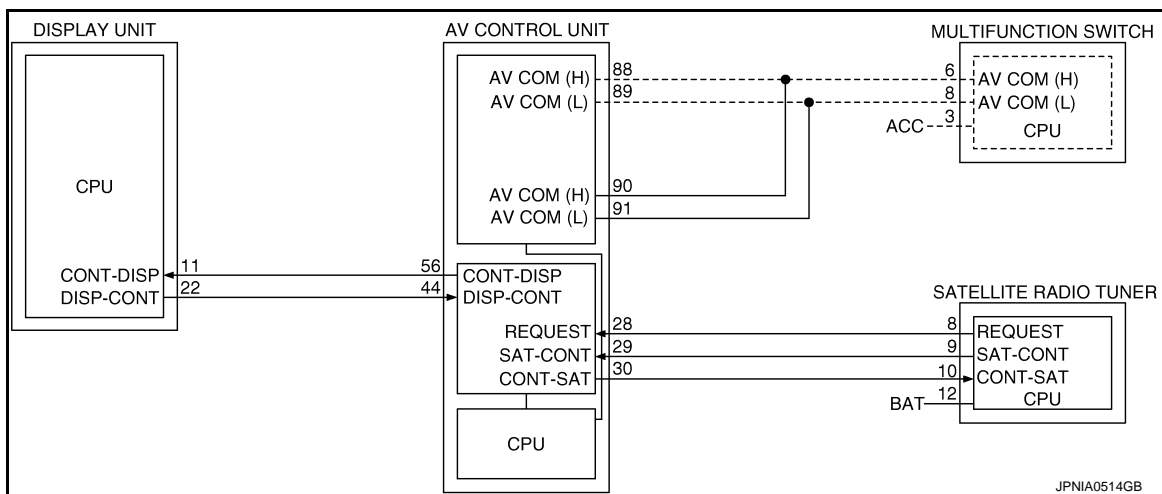 DISPLAY UNIT
CPU
CONT-DISP
DISP-CONT
11
22
AV CONTROL UNIT
AV COM (H)
AV COM (L)
88
89
AV COM (H)
AV COM (L)
90
91
56
44
CONT-DISP
DISP-CONT
REQUEST
SAT-CONT
CONT-SAT
28
29
30
CPU
MULTIFUNCTION SWITCH
6
8
3
ACC
AV COM (H)
AV COM (L)
CPU
SATELLITE RADIO TUNER
8
9
10
12
BAT
REQUEST
SAT-CONT
CONT-SAT
CPU
JPNIA0514GB